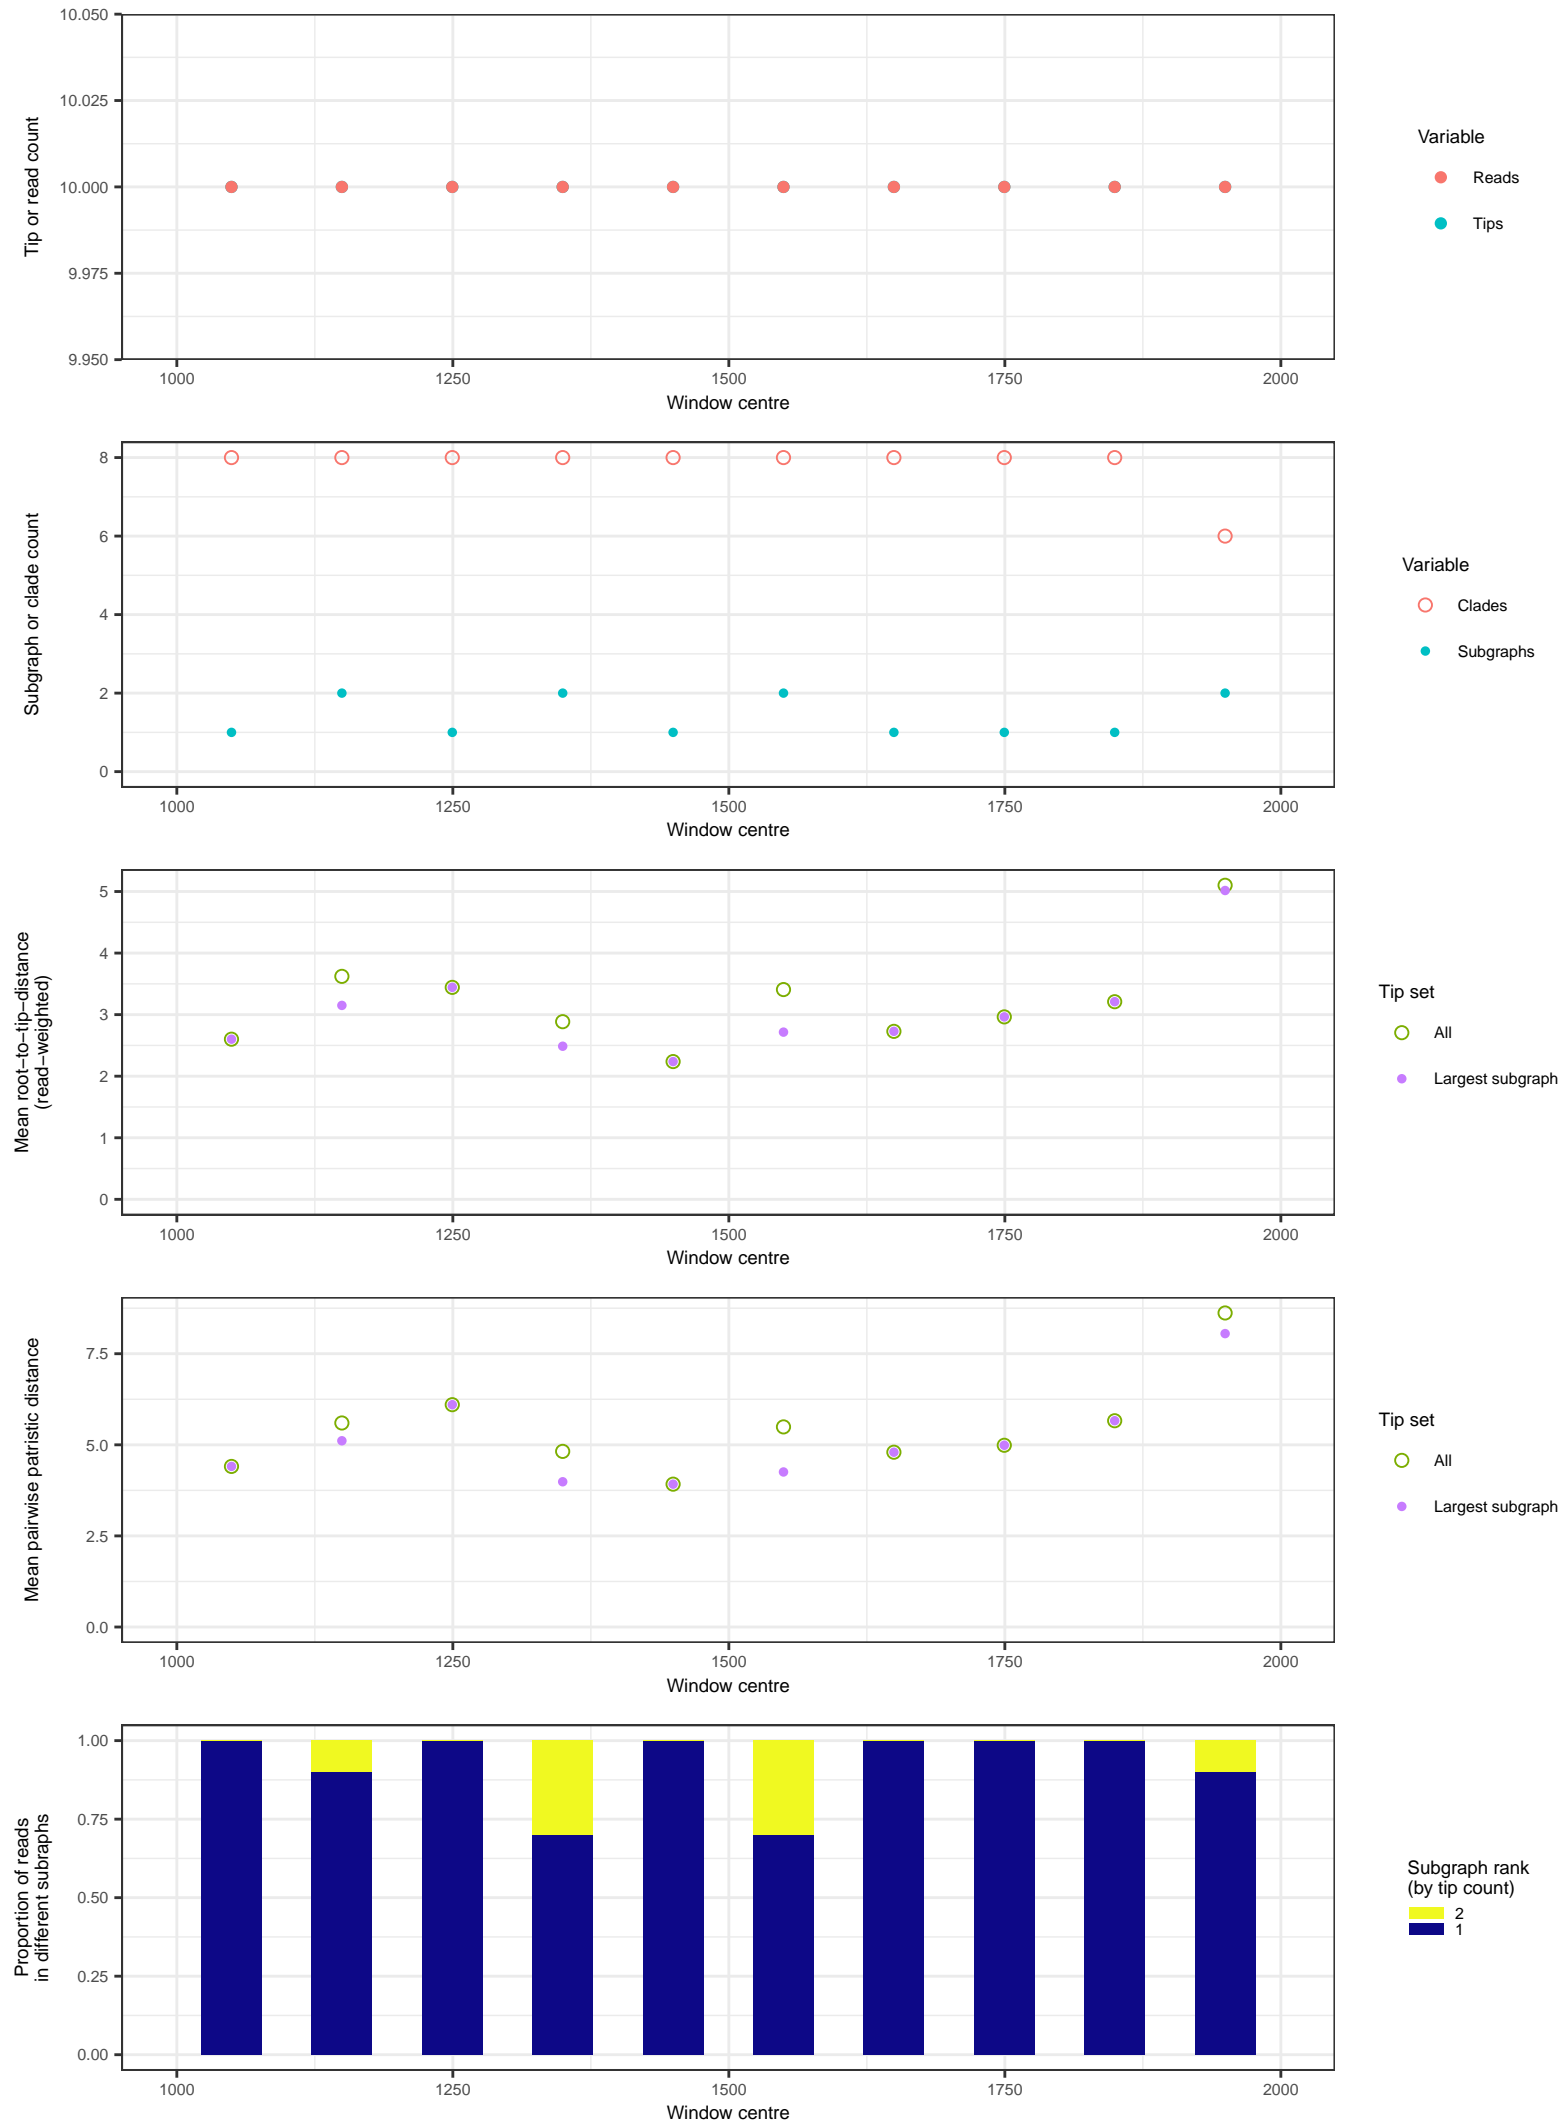 10.050
10.025
10.000
9.975
9.950
Tip or read count
1000 1250 1500 1750 2000
Window centre
Variable
Reads
Tips
8
6
4
2
0
Subgraph or clade count
1000 1250 1500 1750 2000
Window centre
Variable
Clades
Subgraphs
5
4
3
2
1
0
Mean root−to−tip−distance
(read−weighted)
1000 1250 1500 1750 2000
Window centre
Tip set
All
Largest subgraph
7.5
5.0
2.5
0.0
Mean pairwise patristic distance
1000 1250 1500 1750 2000
Window centre
Tip set
All
Largest subgraph
1.00
0.75
0.50
0.25
0.00
Proportion of reads
in different subraphs
1000 1250 1500 1750 2000
Window centre
Subgraph rank
(by tip count)
2
1